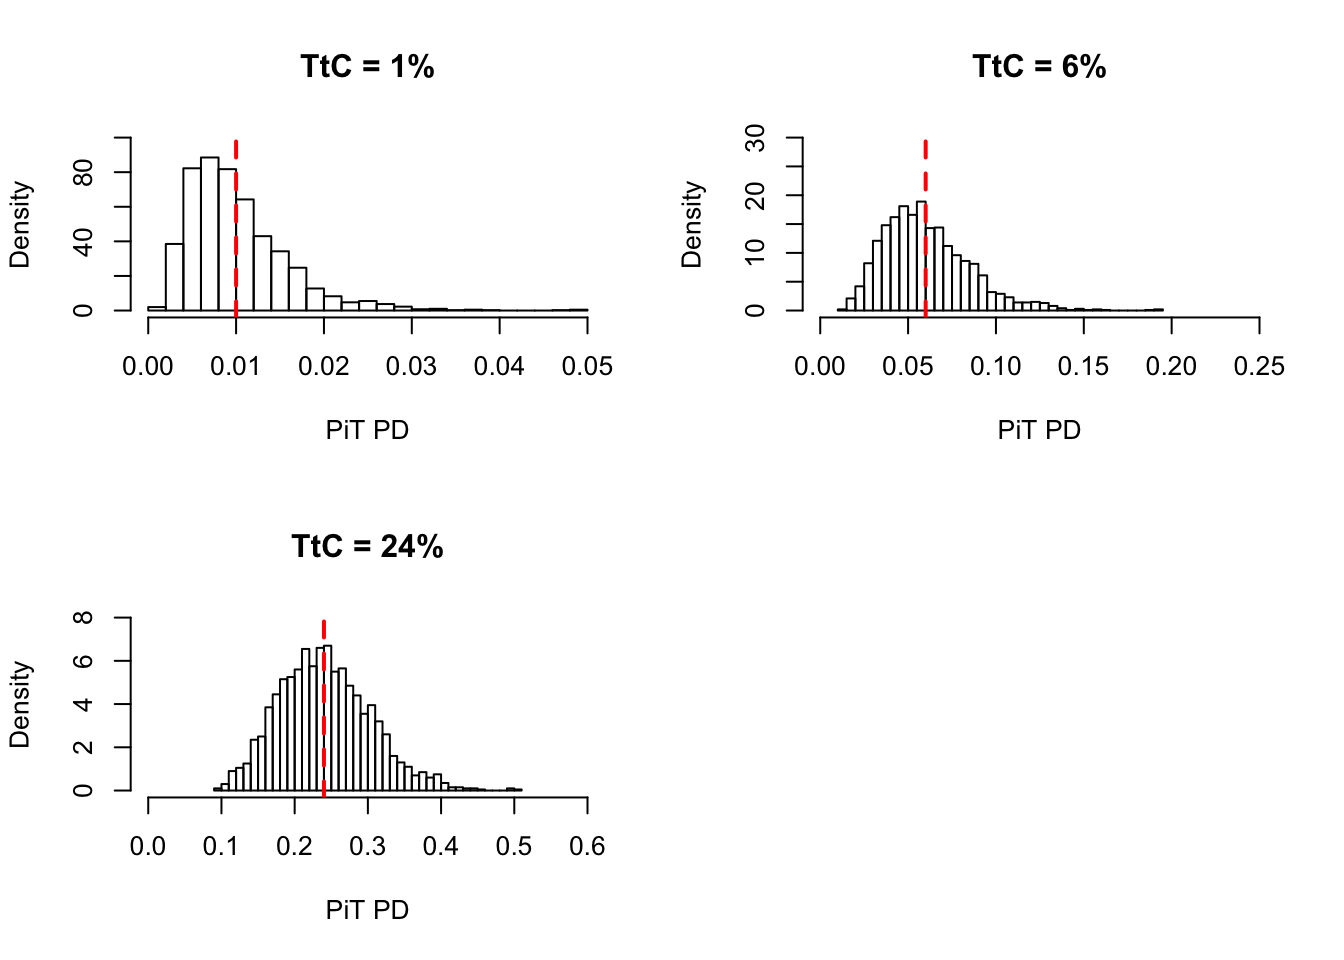 TtC = 1%
Density
0 40 80
0.00 0.01 0.02 0.03 0.04 0.05
PiT PD
TtC = 6%
Density
0 10 20 30
0.00 0.05 0.10 0.15 0.20 0.25
PiT PD
TtC = 24%
Density
0 2 4 6 8
0.0 0.1 0.2 0.3 0.4 0.5 0.6
PiT PD